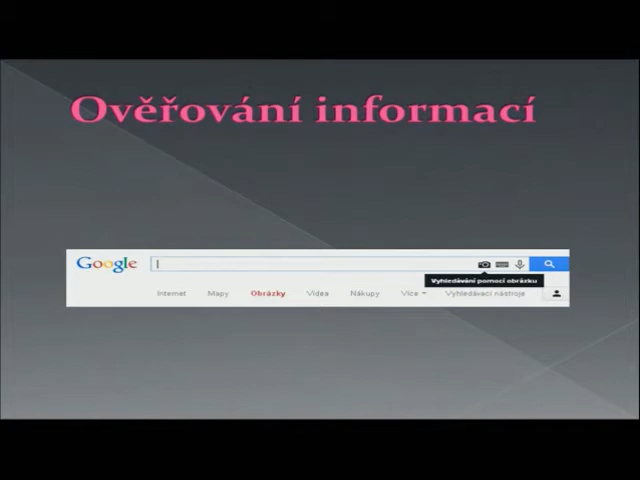 Ověřování informací
Google
Vyhledávání pomocí obrázku
Internet Mapy Obrázky Videa Nákupy Více Vyhledávací nástroje